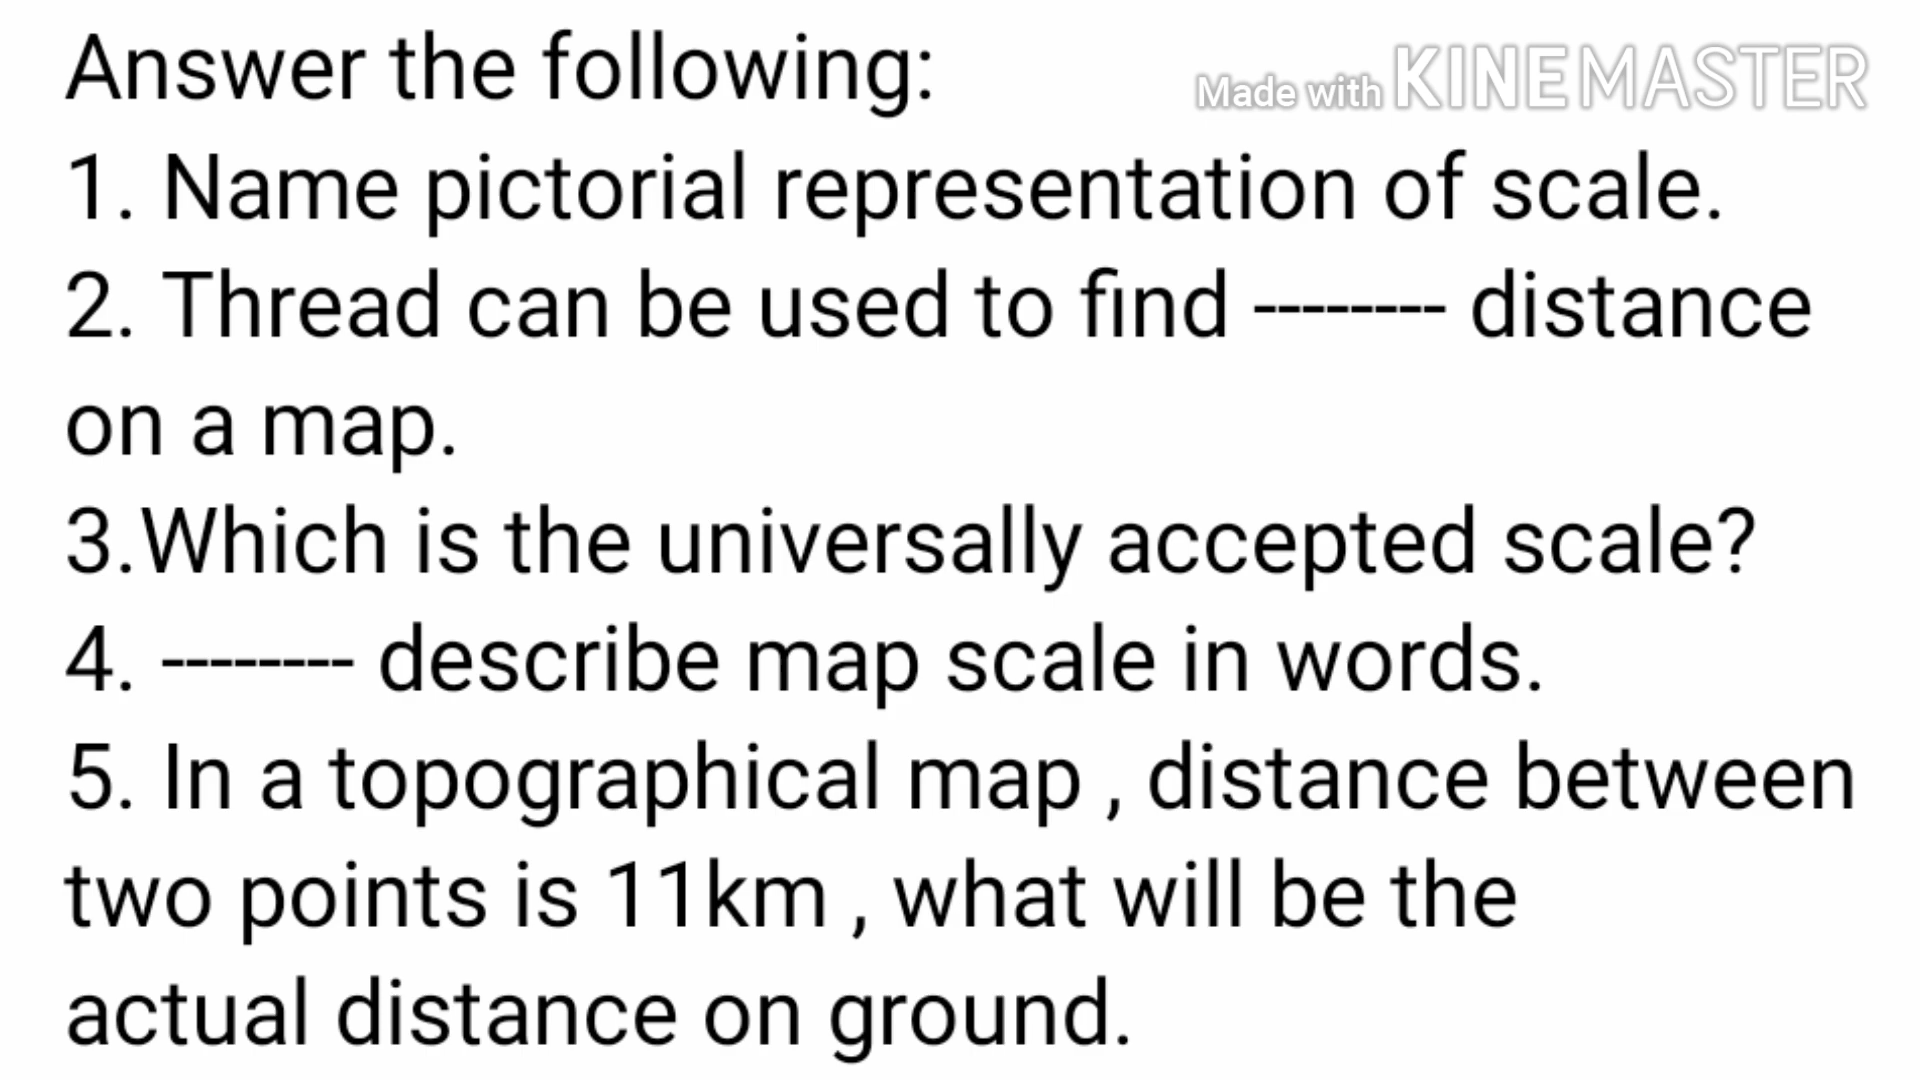 Answer the following:
Made with KINEMASTER
1. Name pictorial representation of scale.
2. Thread can be used to find -------- distance
on a map.
3.Which is the universally accepted scale?
4. -------- describe map scale in words.
5. In a topographical map , distance between
two points is 11km , what will be the
actual distance on ground.